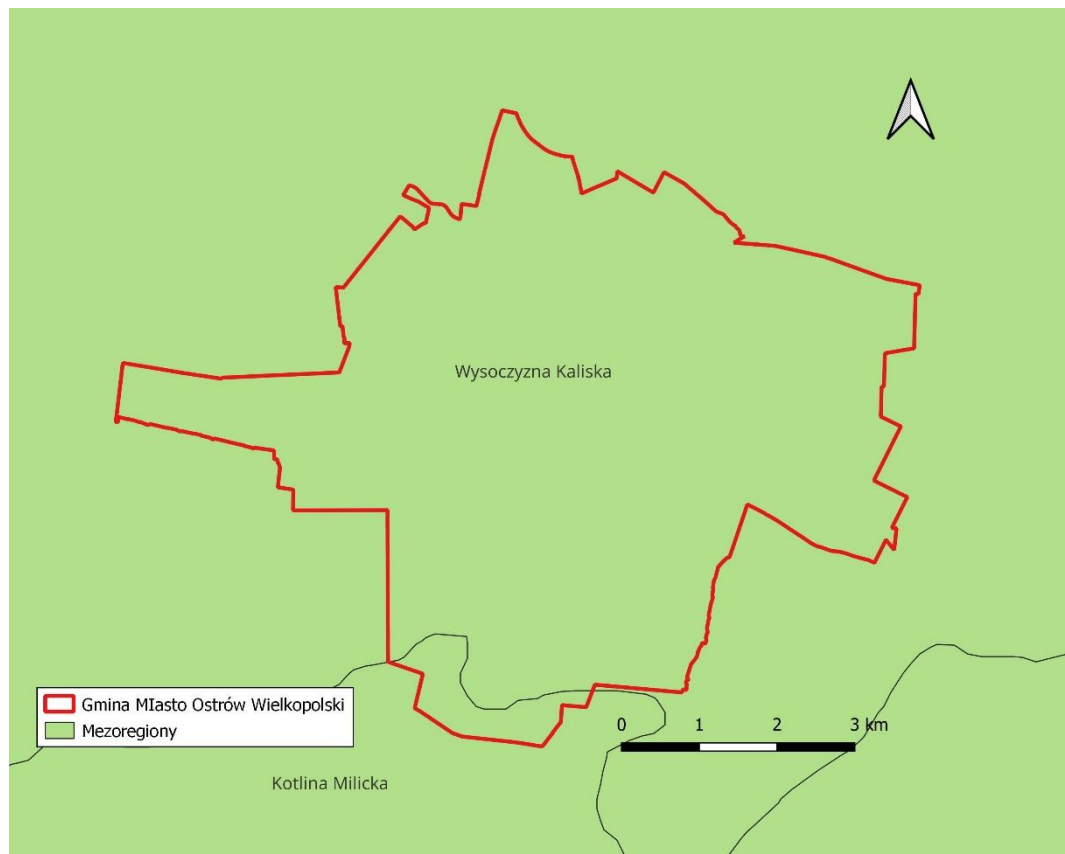 Wysoczyzna Kaliska
Gmina MIasto Ostrów Wielkopolski
Mezoregiony
0 1 2 3 km
Kotlina Milicka